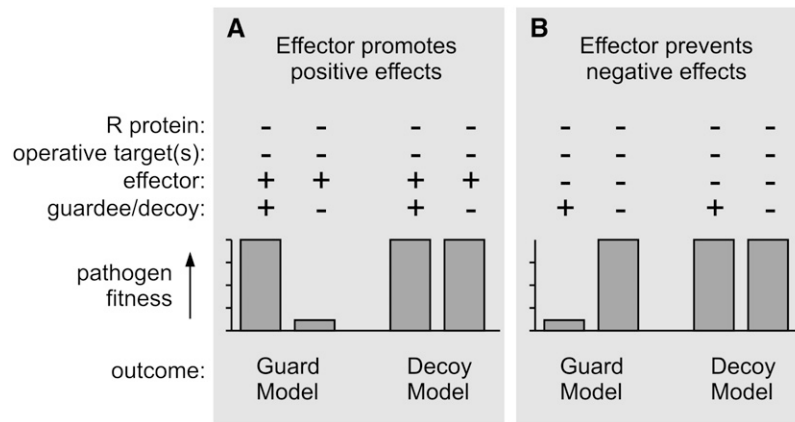 A
Effector promotes
positive effects
B
Effector prevents
negative effects
R protein: - - - - - - - -
operative target(s): - - - - - - - -
effector: + + + + - - - -
guardee/decoy: + - + - + - + -
pathogen
fitness
outcome:
Guard
Model
Decoy
Model
Guard
Model
Decoy
Model